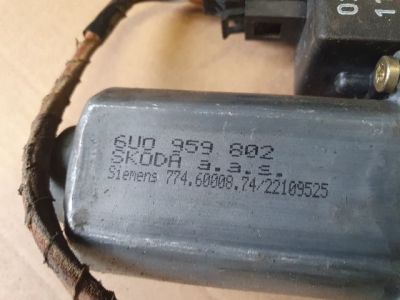 6U0 959 802
SKODA a.a.s.
Siemens 774.60008.74/22109525